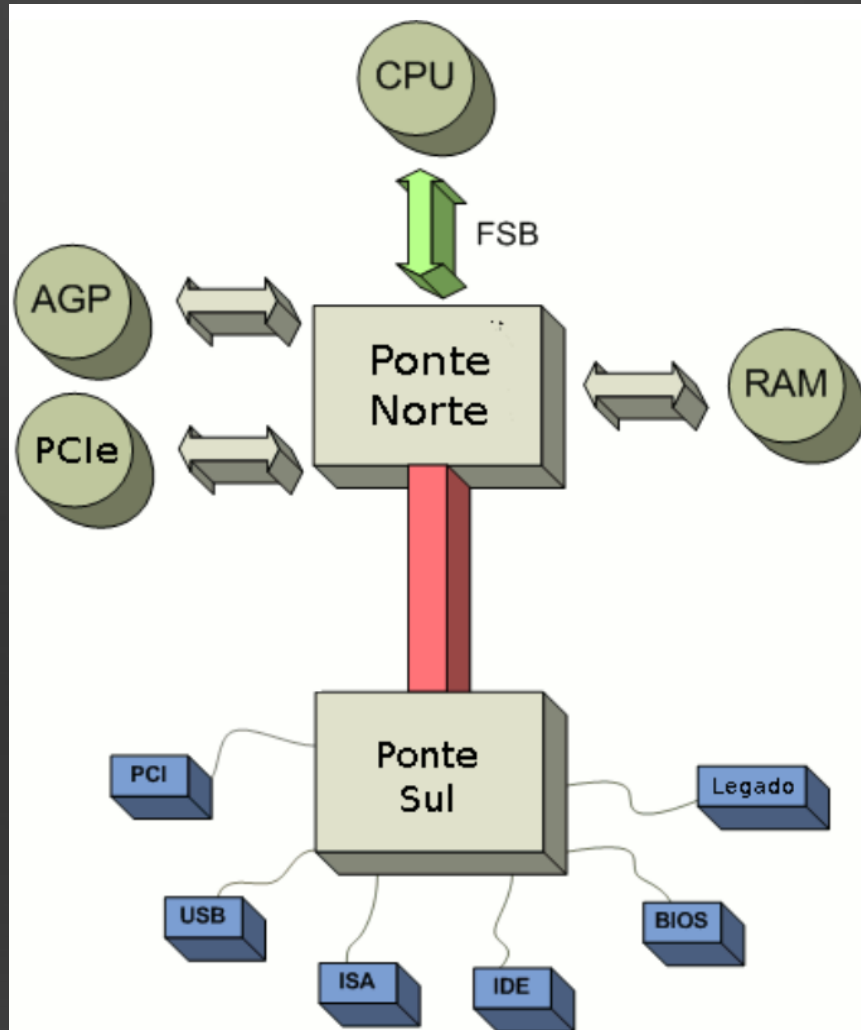 CPU
FSB
AGP
Ponte
Norte
RAM
PCIe
Ponte
Sul
PCI
Legado
USB
BIOS
ISA
IDE